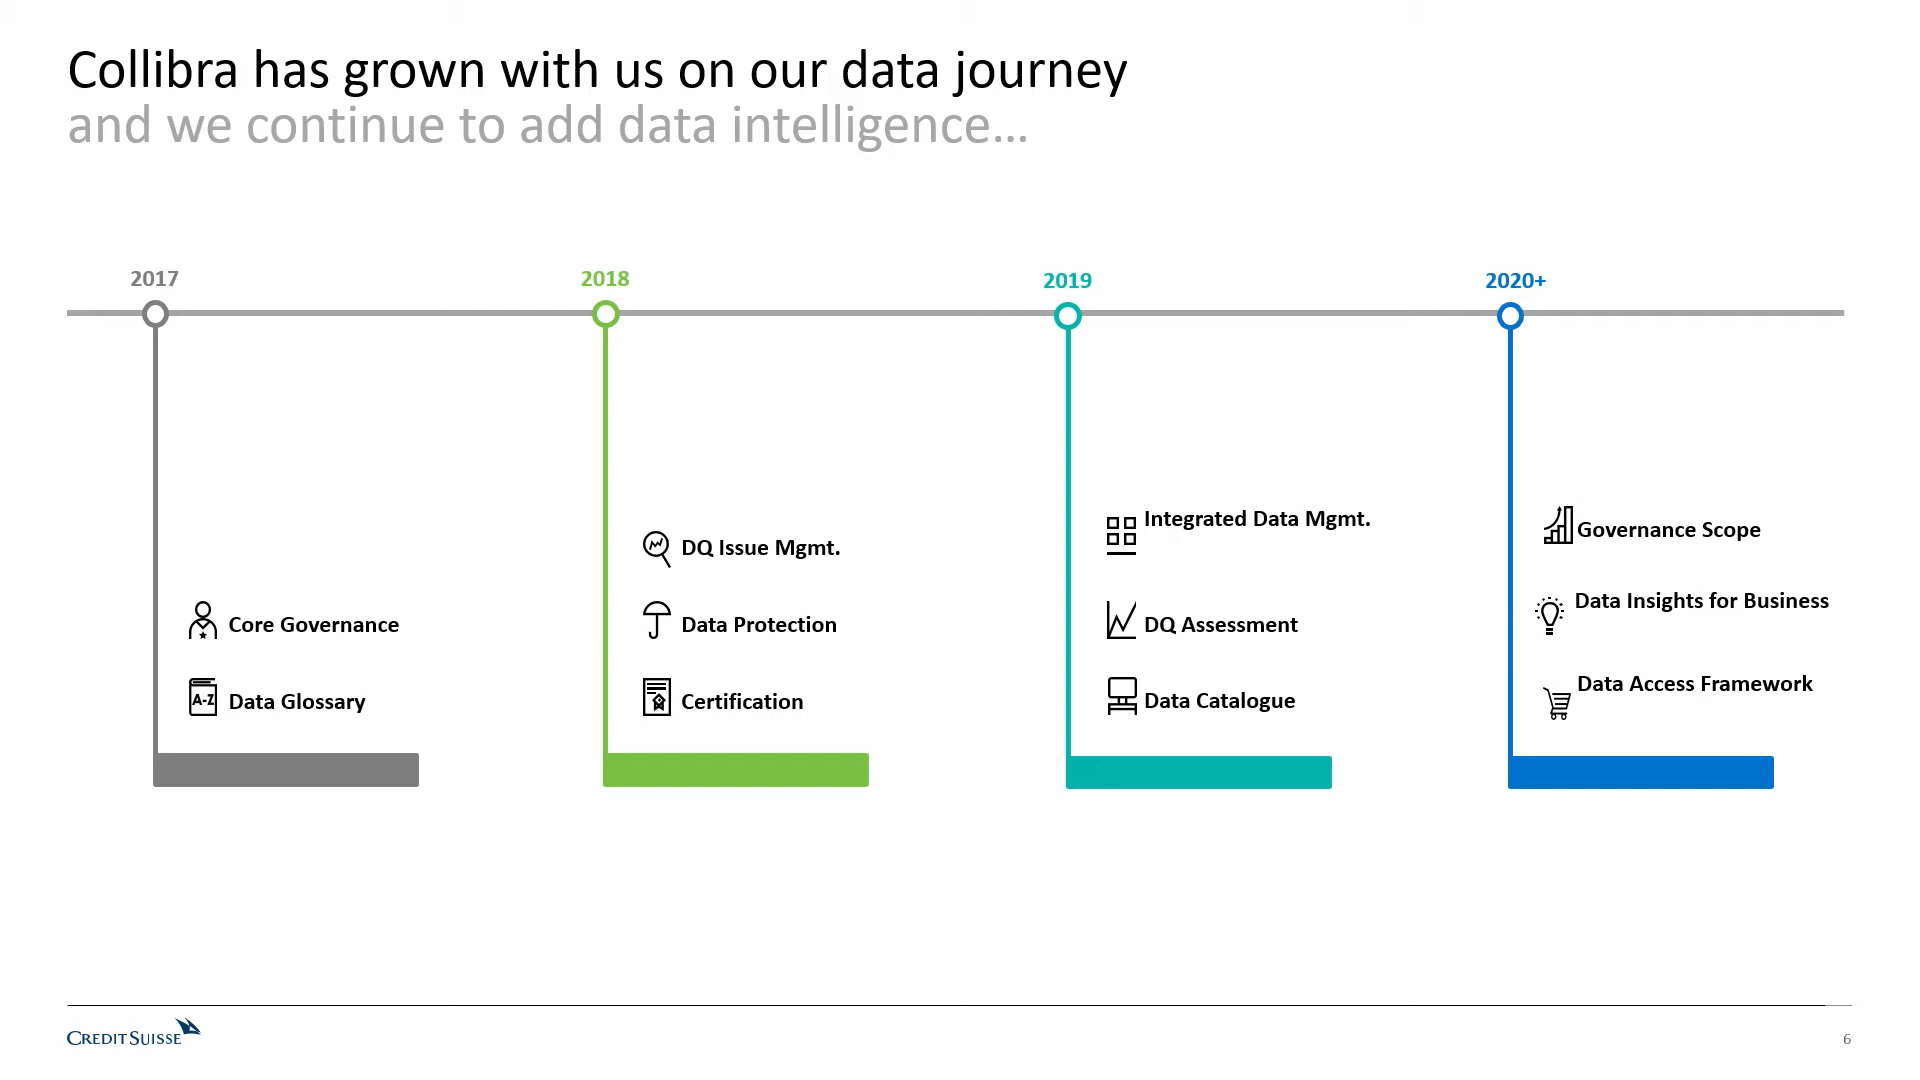 Collibra has grown with us on our data journey
and we continue to add data intelligence…
2017
2018
2019
2020+
Core Governance
A-Z
Data Glossary
DQ Issue Mgmt.
Data Protection
Certification
Integrated Data Mgmt.
DQ Assessment
Data Catalogue
Governance Scope
Data Insights for Business
Data Access Framework
CREDIT SUISSE
6